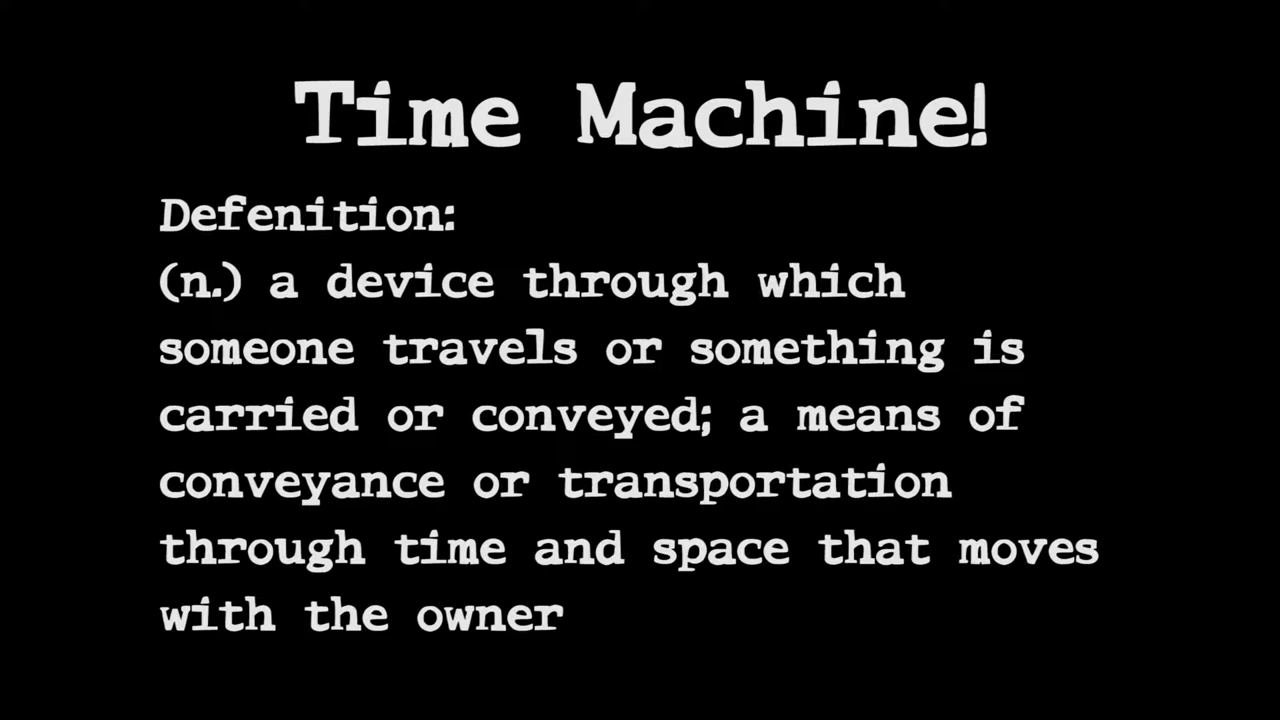 Time Machine!
Defenition:
(n.) a device through which
someone travels or something is
carried or conveyed; a means of
conveyance or transportation
through time and space that moves
with the owner